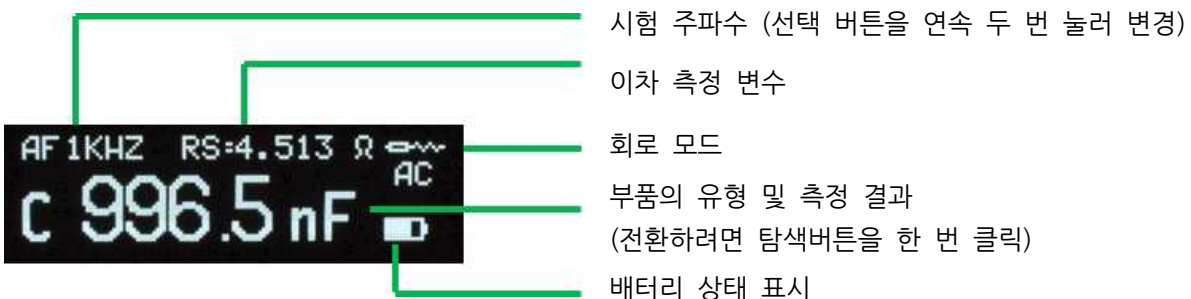 시험 주파수 (선택 버튼을 연속 두 번 눌러 변경)
이차 측정 변수
회로 모드
부품의 유형 및 측정 결과
(전환하려면 탐색버튼을 한 번 클릭)
배터리 상태 표시
AF 1KHZ RS:4.513 Ω
AC
C 996.5 nF